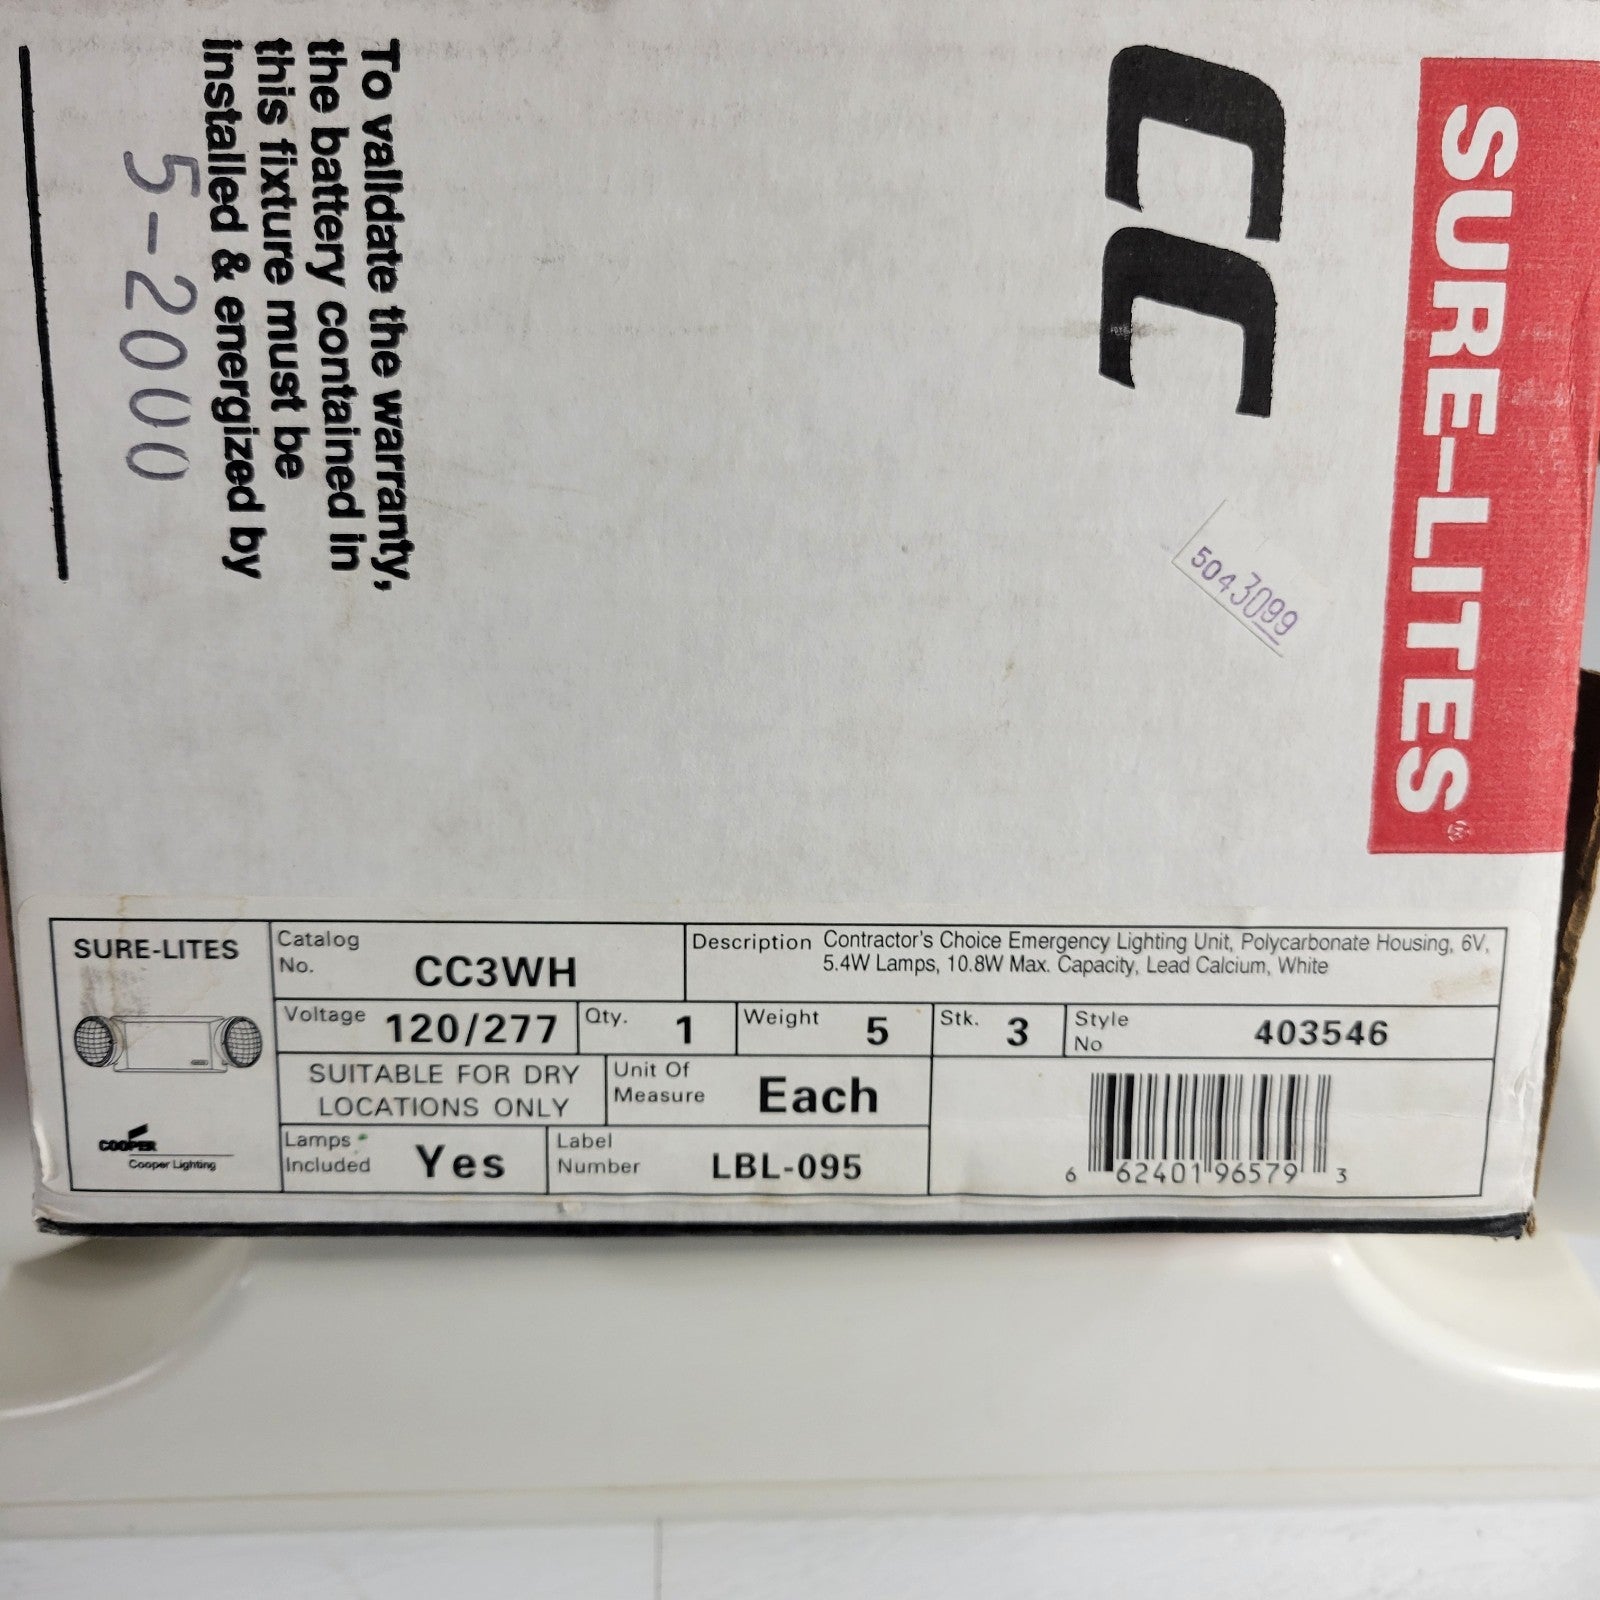 SURE-LITES®
CC
5043099
To validate the warranty,
the battery contained in
this fixture must be
installed & energized by
5-2000
SURE-LITES
COOPER
Cooper Lighting
Catalog
No.
CC3WH
Description Contractor's Choice Emergency Lighting Unit, Polycarbonate Housing, 6V,
5.4W Lamps, 10.8W Max. Capacity, Lead Calcium, White
Voltage 120/277
Qty. 1
Weight 5
Stk. 3
Style
No
403546
SUITABLE FOR DRY
LOCATIONS ONLY
Unit Of
Measure
Each
Lamps
Included
Yes
Label
Number
LBL-095
6 62401 96579 3